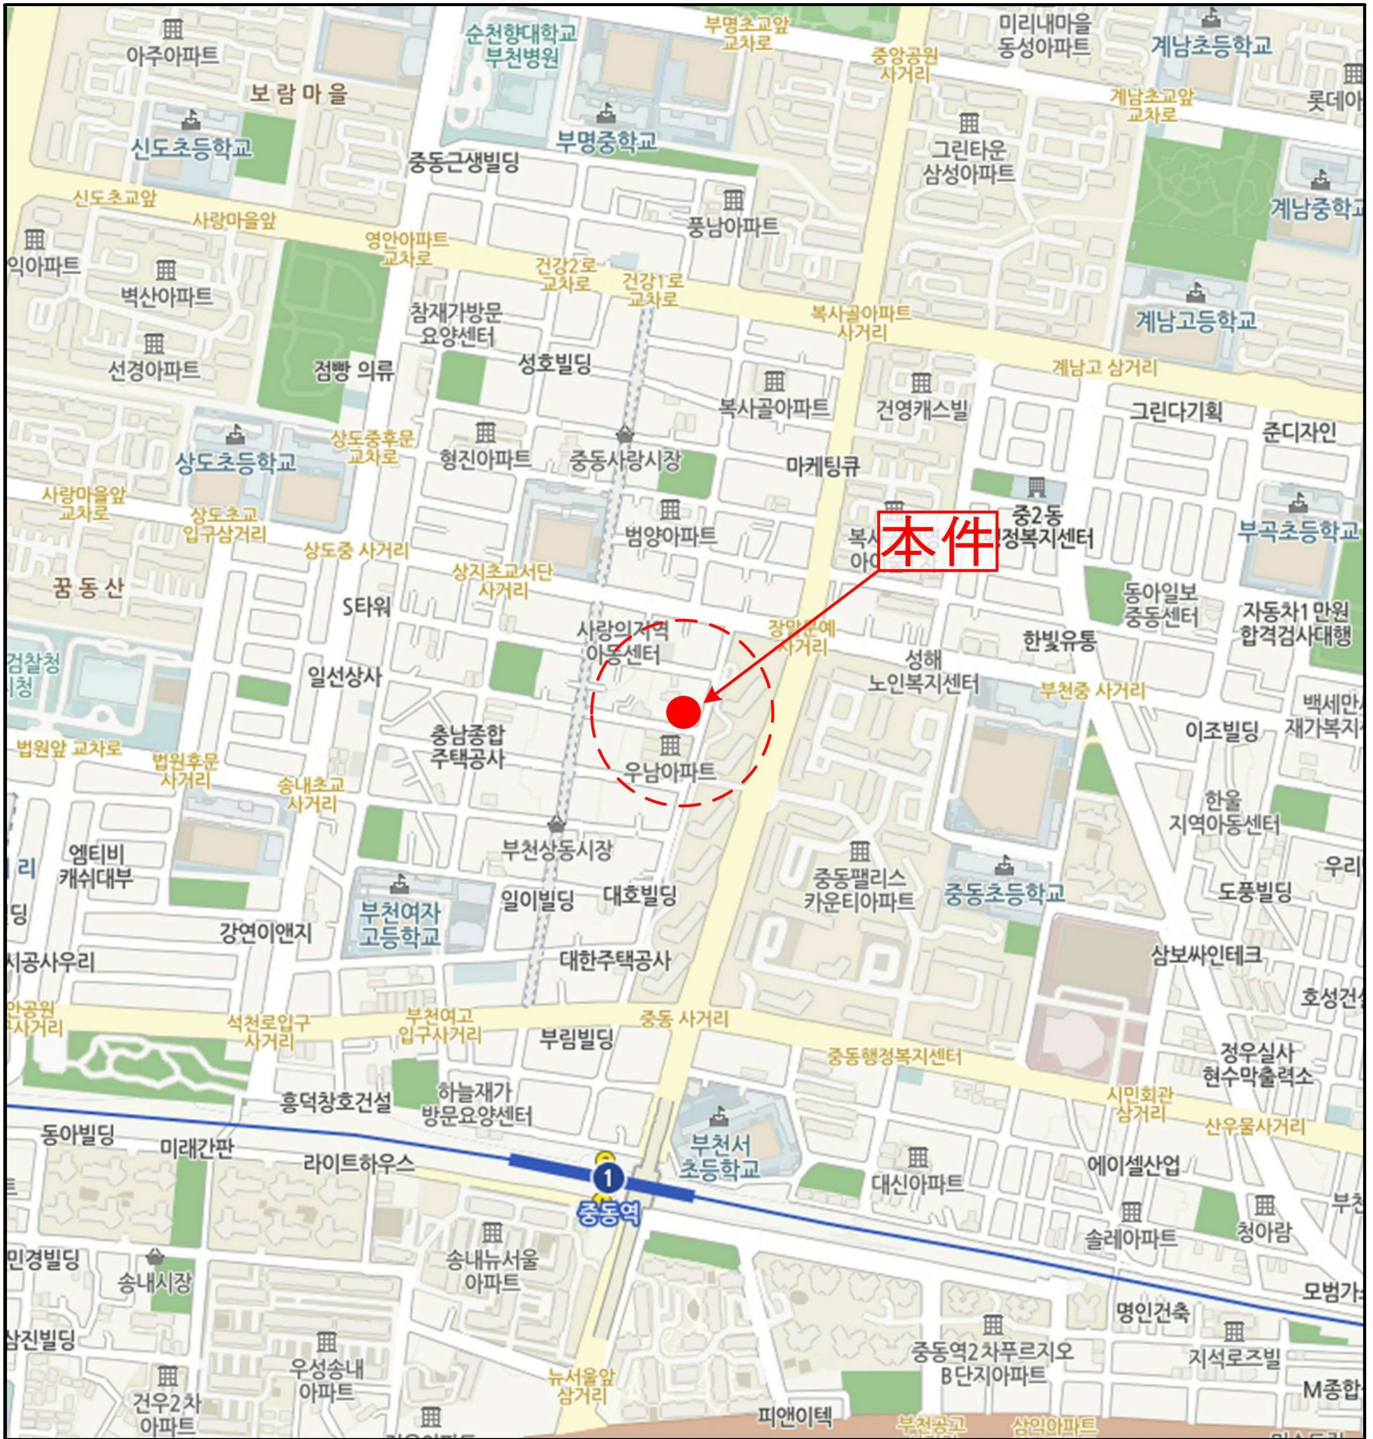 아주아파트
보람마을
신도초등학교
신도초교앞
사랑마을앞
순천향대학교
부천병원
부명초교앞
교차로
중앙공원
사거리
미리내마을
동성아파트
계남초등학교
계남초교앞
교차로
부명중학교
중동근생빌딩
그린타운
삼성아파트
풍남아파트
계남중학교
영안아파트
교차로
건강2로
교차로
건강1로
교차로
벽산아파트
참재가방문
요양센터
복사골아파트
사거리
계남고등학교
선경아파트
점빵 의류
성호빌딩
계남고 삼거리
복사골아파트
건영캐스빌
그린다기획
준디자인
상도중후문
교차로
상도초등학교
형진아파트
중동사랑시장
마케팅큐
사랑마을앞
교차로
상도초교
입구삼거리
상도중 사거리
범양아파트
중2동
本件
부곡초등학교
꿈동산
상지초교서단
사거리
S타워
사랑의지역
아동센터
장말문예
사거리
동아일보
중동센터
자동차1만원
합격검사대행
한빛유통
성해
노인복지센터
부천중 사거리
검찰청
일선상사
이조빌딩
충남종합
주택공사
우남아파트
법원앞 교차로
법원후문
사거리
송내초교
사거리
한울
지역아동센터
부천상동시장
엠티비
캐쉬대부
중동팰리스
카운티아파트
중동초등학교
도풍빌딩
일이빌딩
대호빌딩
부천여자
고등학교
강연이앤지
시공사우리
대한주택공사
삼보싸인테크
석천로입구
사거리
부천여고
입구사거리
부림빌딩
중동 사거리
중동행정복지센터
정우실사
현수막출력소
흥덕창호건설
하늘재가
방문요양센터
시민회관
삼거리
산우물사거리
동아빌딩
미래간판
라이트하우스
부천서
초등학교
1
중동역
대신아파트
에이셀산업
솔레아파트
청아람
민경빌딩
송내시장
송내뉴서울
아파트
명인건축
삼진빌딩
우성송내
아파트
건우2차
아파트
뉴서울앞
삼거리
중동역2차푸르지오
B단지아파트
지석로즈빌
피앤이텍
부천공고
삼익아파트